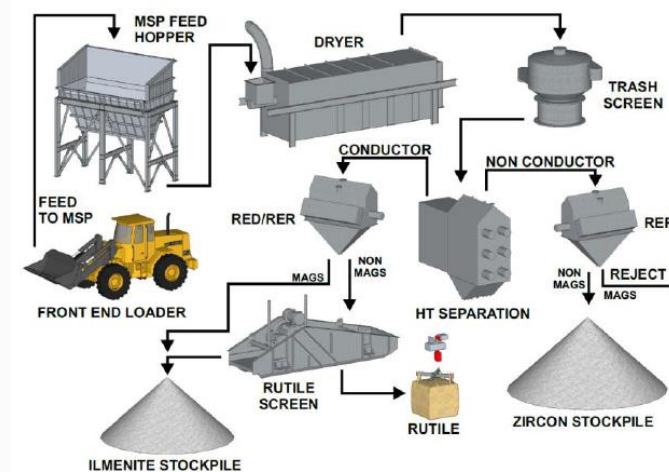 MSP FEED
HOPPER
DRYER
TRASH
SCREEN
FEED
TO MSP
FRONT END LOADER
CONDUCTOR
NON CONDUCTOR
RED/RER
HT SEPARATION
MAGS
NON
MAGS
NON
MAGS
REJECT
MAGS
RUTILE
SCREEN
RUTILE
ILMENITE STOCKPILE
ZIRCON STOCKPILE